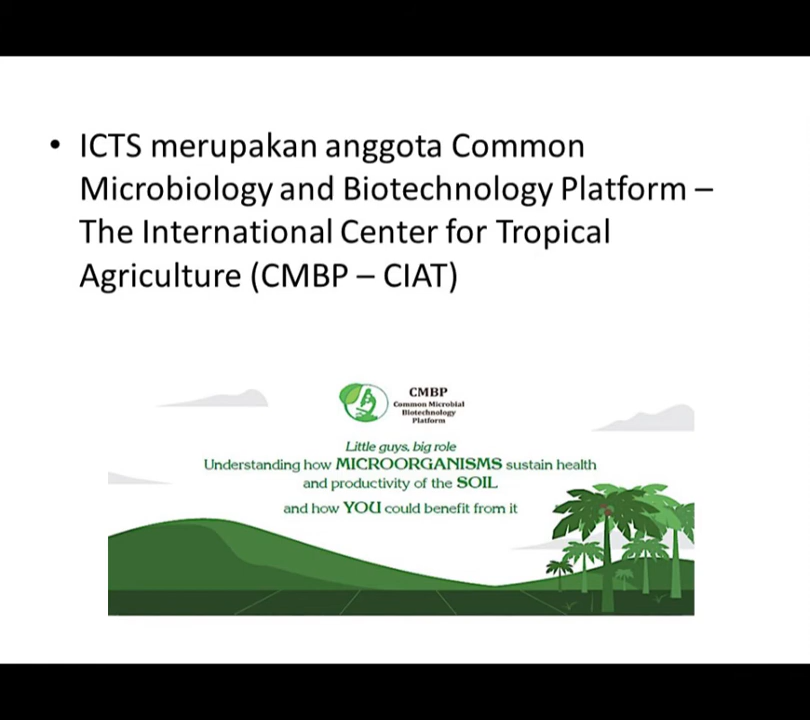 • ICTS merupakan anggota Common
Microbiology and Biotechnology Platform –
The International Center for Tropical
Agriculture (CMBP – CIAT)
CMBP
Common Microbial
Biotechnology
Platform
Little guys, big role
Understanding how MICROORGANISMS sustain health
and productivity of the SOIL
and how YOU could benefit from it